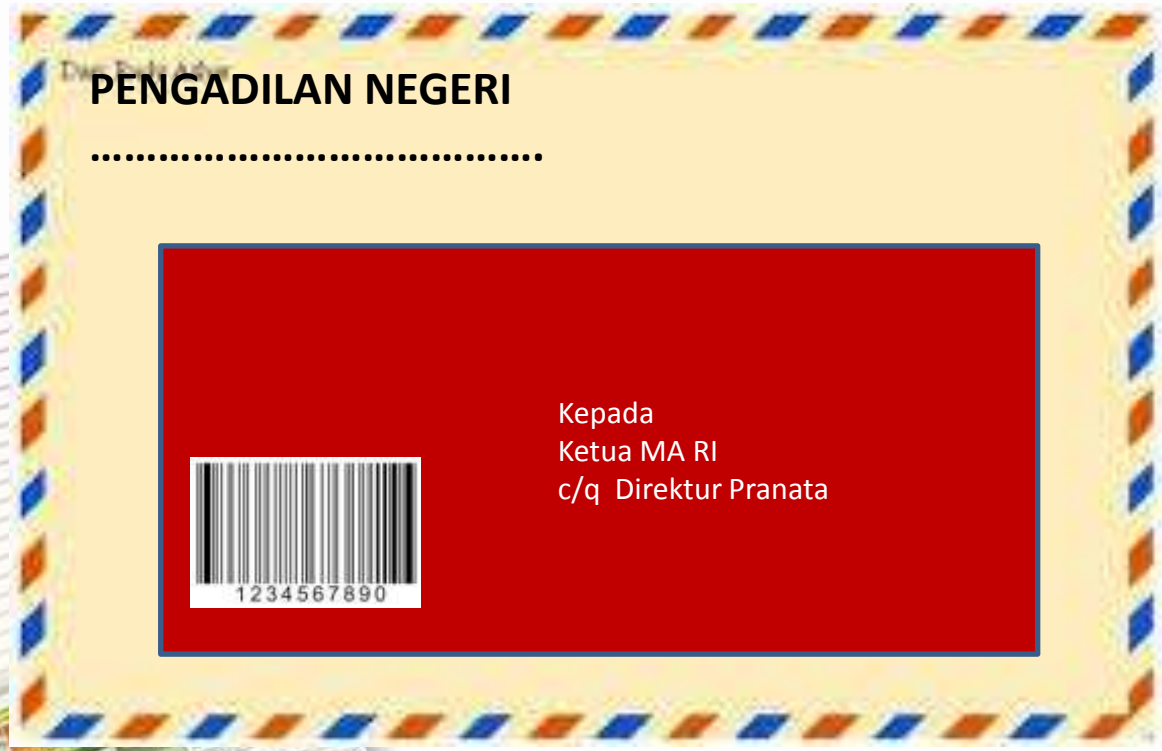 PENGADILAN NEGERI
…………………………………….
Kepada
Ketua MA RI
c/q Direktur Pranata
1234567890